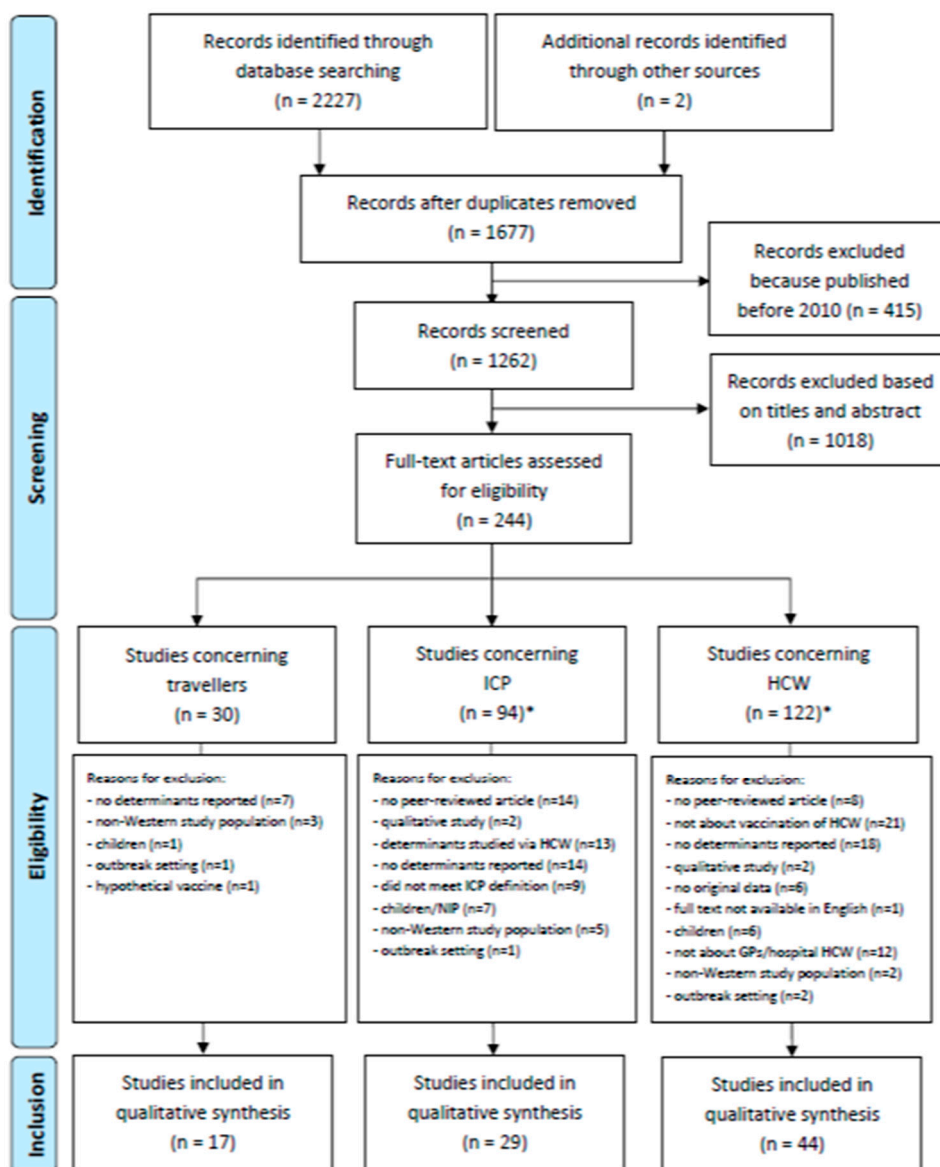 Identification
Records identified through
database searching
(n = 2227)
Additional records identified
through other sources
(n = 2)
Records after duplicates removed
(n = 1677)
Records excluded
because published
before 2010 (n = 415)
Screening
Records screened
(n = 1262)
Records excluded based
on titles and abstract
(n = 1018)
Full-text articles assessed
for eligibility
(n = 244)
Eligibility
Studies concerning
travellers
(n = 30)
Studies concerning
ICP
(n = 94)*
Studies concerning
HCW
(n = 122)*
Reasons for exclusion:
- no determinants reported (n=7)
- non-Western study population (n=3)
- children (n=1)
- outbreak setting (n=1)
- hypothetical vaccine (n=1)
Reasons for exclusion:
- no peer-reviewed article (n=14)
- qualitative study (n=2)
- determinants studied via HCW (n=13)
- no determinants reported (n=14)
- did not meet ICP definition (n=9)
- children/NIP (n=7)
- non-Western study population (n=5)
- outbreak setting (n=1)
Reasons for exclusion:
- no peer-reviewed article (n=8)
- not about vaccination of HCW (n=21)
- no determinants reported (n=18)
- qualitative study (n=2)
- no original data (n=6)
- full text not available in English (n=1)
- children (n=6)
- not about GPs/hospital HCW (n=12)
- non-Western study population (n=2)
- outbreak setting (n=2)
Inclusion
Studies included in
qualitative synthesis
(n = 17)
Studies included in
qualitative synthesis
(n = 29)
Studies included in
qualitative synthesis
(n = 44)